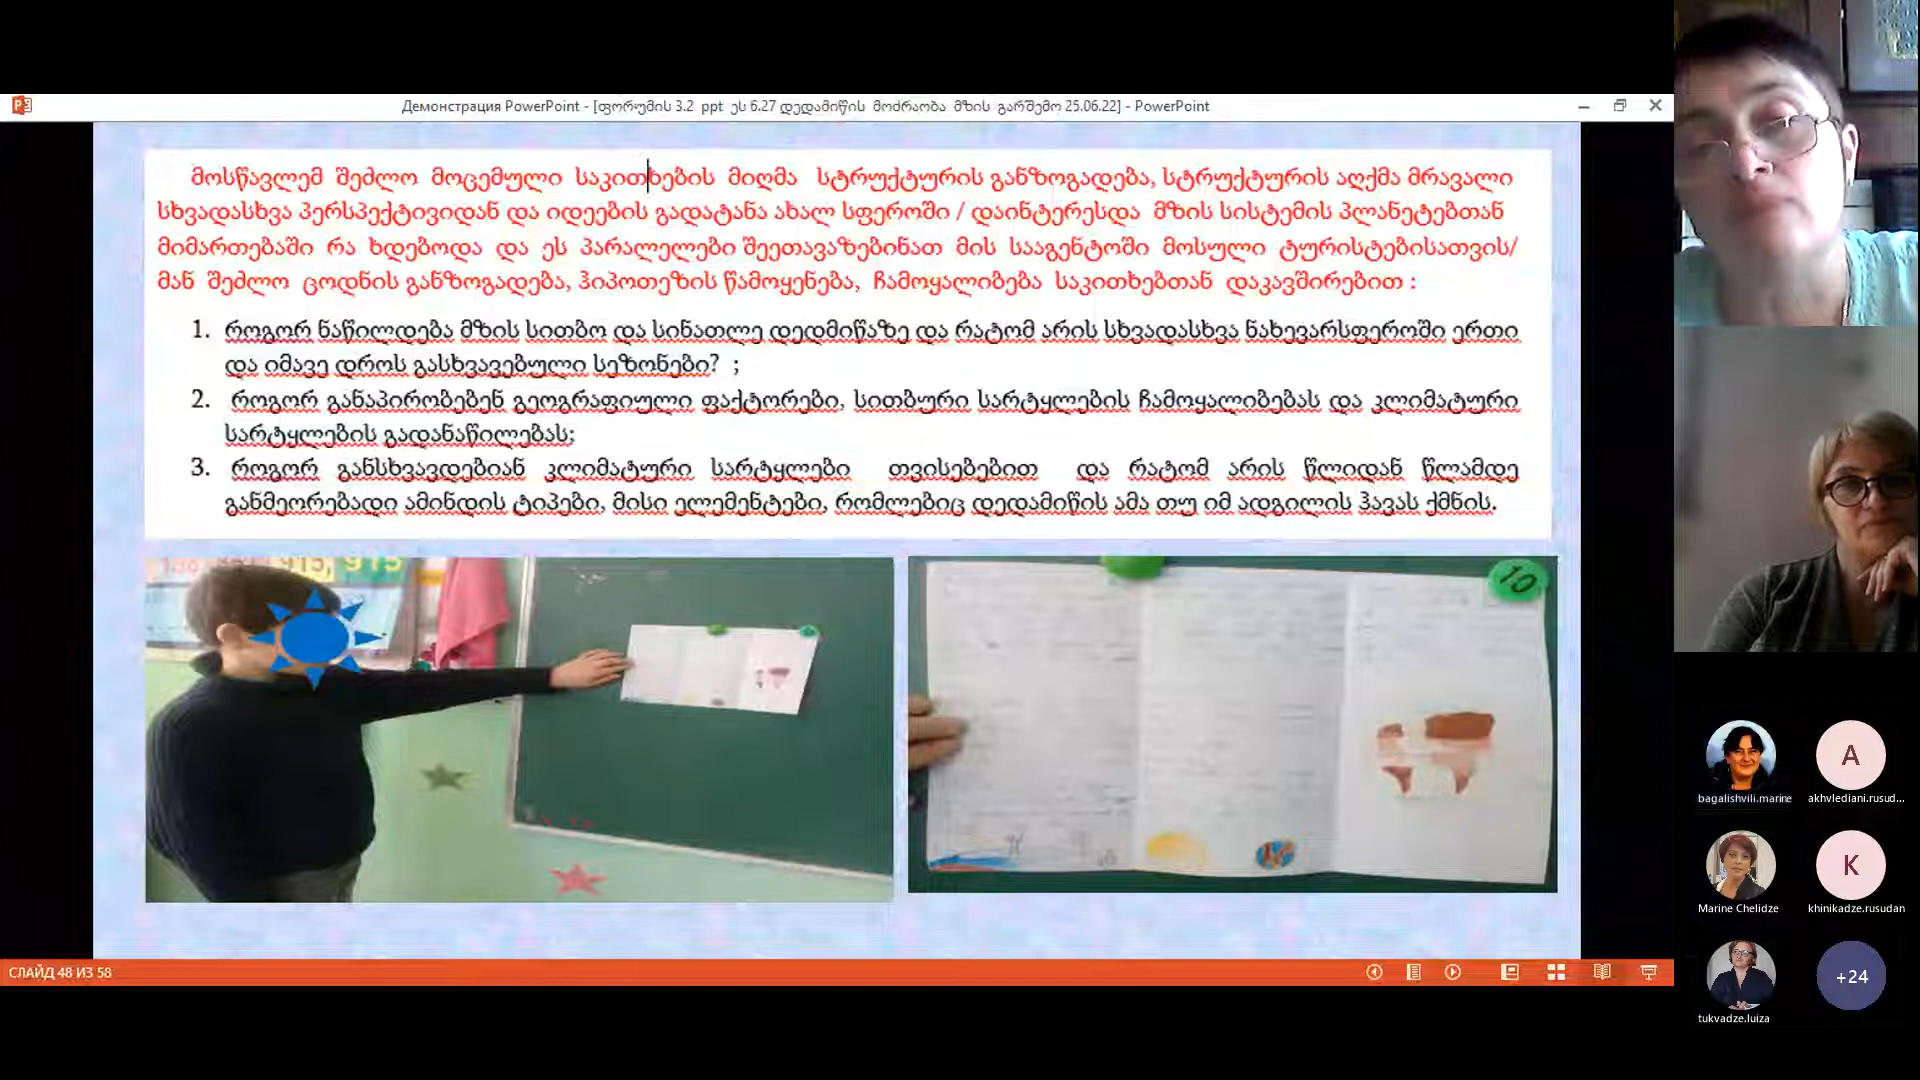 Демонстрация PowerPoint - [ფორუმის 3.2 ppt ეს 6.27 დედამიწის მოძრაობა მზის გარშემო 25.06.22] - PowerPoint
მოსწავლემ შეძლო მოცემული საკითხების მიღმა სტრუქტურის განზოგადება, სტრუქტურის აღქმა მრავალი
სხვადასხვა პერსპექტივიდან და იდეების გადატანა ახალ სფეროში / დაინტერესდა მზის სისტემის პლანეტებთან
მიმართებაში რა ხდებოდა და ეს პარალელები შეეთავაზებინათ მის სააგენტოში მოსული ტურისტებისათვის/
მან შეძლო ცოდნის განზოგადება, ჰიპოთეზის წამოყენება, ჩამოყალიბება საკითხებთან დაკავშირებით :
1. როგორ ნაწილდება მზის სითბო და სინათლე დედმიწაზე და რატომ არის სხვადასხვა ნახევარსფეროში ერთი
და იმავე დროს გასხვავებული სეზონები? ;
2. როგორ განაპირობებენ გეოგრაფიული ფაქტორები, სითბური სარტყლების ჩამოყალიბებას და კლიმატური
სარტყლების გადანაწილებას;
3. როგორ განსხვავდებიან კლიმატური სარტყლები თვისებებით და რატომ არის წლიდან წლამდე
განმეორებადი ამინდის ტიპები, მისი ელემენტები, რომლებიც დედამიწის ამა თუ იმ ადგილის ჰავას ქმნის.
915, 915
10
СЛАЙД 48 ИЗ 58
bagalishvili.marine
A
akhvlediani.rusud...
Marine Chelidze
K
khinikadze.rusudan
tukvadze.luiza
+24